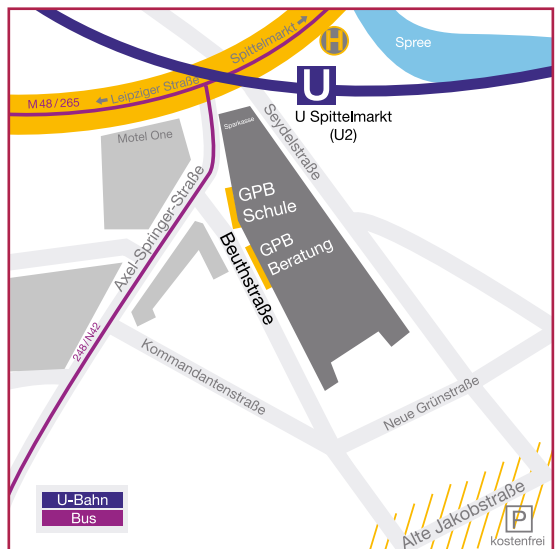 Spittelmarkt →
H
Spree
M48/265
← Leipziger Straße
U
U Spittelmarkt
(U2)
Motel One
Sparkasse
Seydelstraße
Axel-Springer-Straße
GPB
Schule
GPB
Beratung
Beuthstraße
248/N42
Kommandantenstraße
Neue Grünstraße
Alte Jakobstraße
P
kostenfrei
U-Bahn
Bus